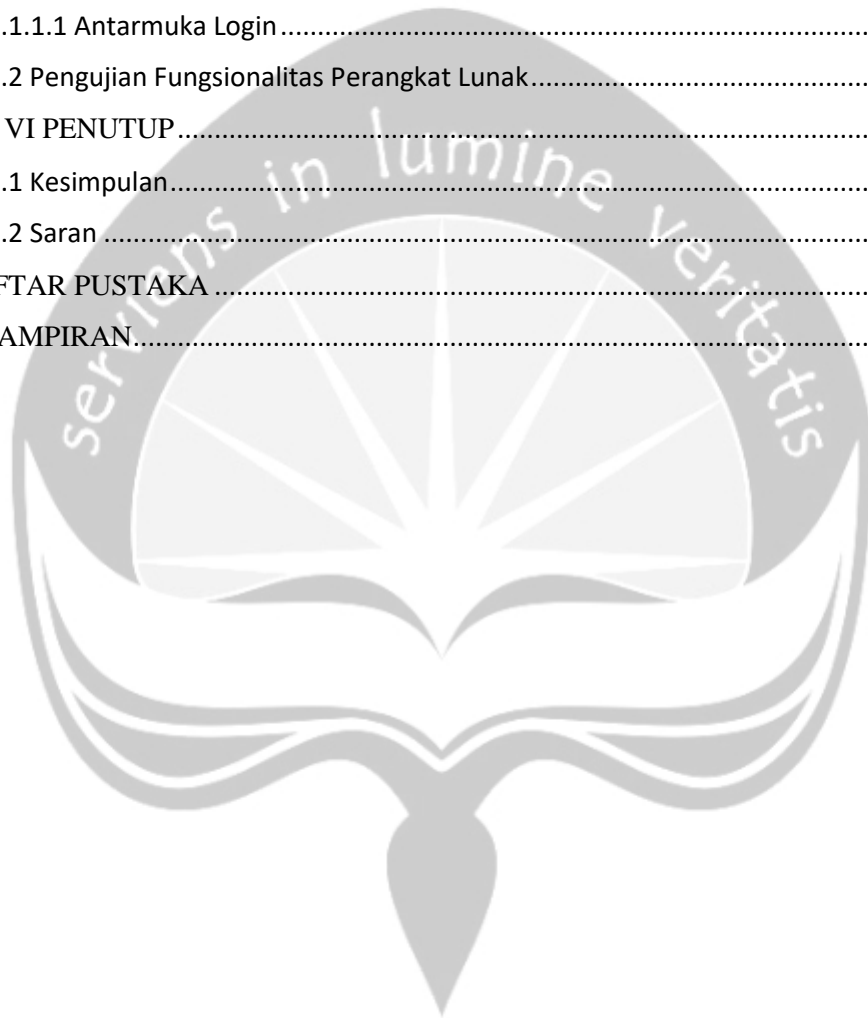 .1.1.1 Antarmuka Login
.2 Pengujian Fungsionalitas Perangkat Lunak
VI PENUTUP
.1 Kesimpulan
.2 Saran
FTAR PUSTAKA
AMPIRAN
serviens in lumine veritatis